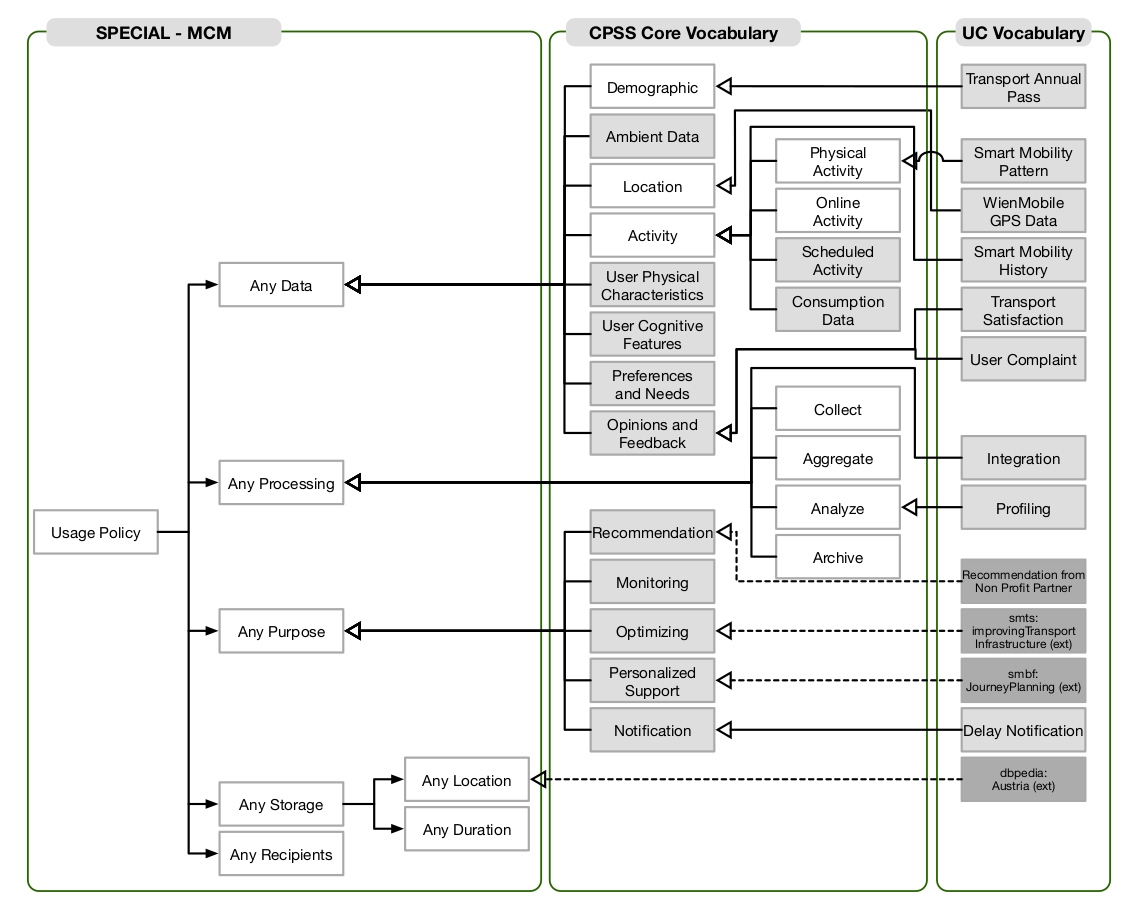 SPECIAL - MCM
CPSS Core Vocabulary
UC Vocabulary
Usage Policy
Any Data
Any Processing
Any Purpose
Any Storage
Any Recipients
Any Location
Any Duration
Demographic
Ambient Data
Location
Activity
User Physical
Characteristics
User Cognitive
Features
Preferences
and Needs
Opinions and
Feedback
Physical
Activity
Online
Activity
Scheduled
Activity
Consumption
Data
Collect
Aggregate
Analyze
Archive
Recommendation
Monitoring
Optimizing
Personalized
Support
Notification
Transport Annual
Pass
Smart Mobility
Pattern
WienMobile
GPS Data
Smart Mobility
History
Transport
Satisfaction
User Complaint
Integration
Profiling
Recommendation from
Non Profit Partner
smts:
improvingTransport
Infrastructure (ext)
smbf:
JourneyPlanning (ext)
Delay Notification
dbpedia:
Austria (ext)